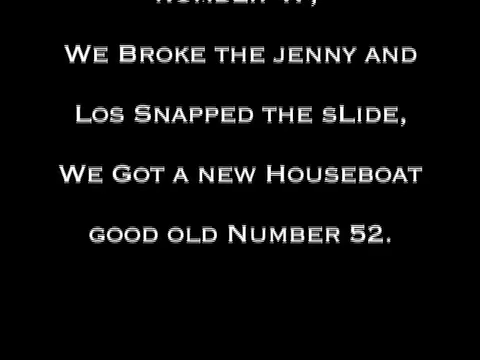 We Broke the jenny and
Los Snapped the sLide,
We Got a new Houseboat
good old Number 52.